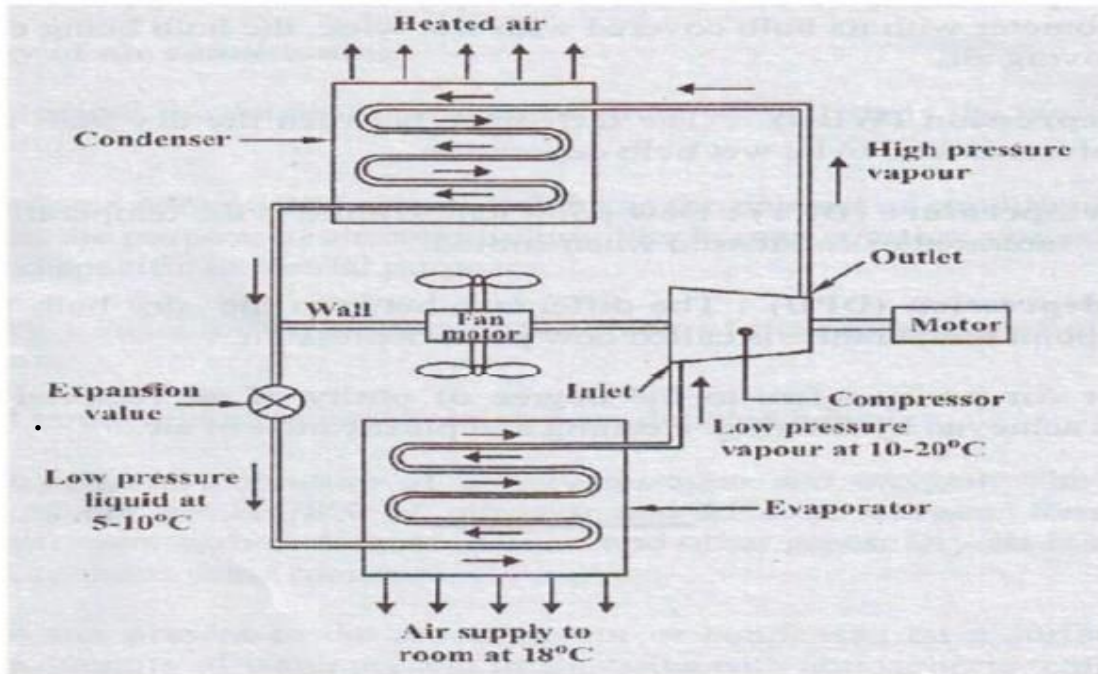 Heated air
Condenser
High pressure
vapour
Outlet
Wall
Fan
motor
Motor
Inlet
Expansion
value
Compressor
Low pressure
vapour at 10-20°C
Low pressure
liquid at
5-10°C
Evaporator
Air supply to
room at 18°C